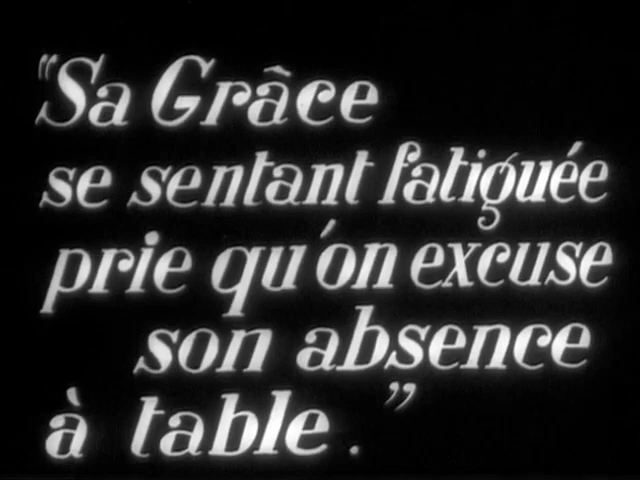 "Sa Grâce
se sentant fatiguée
prie qu'on excuse
son absence
à table."